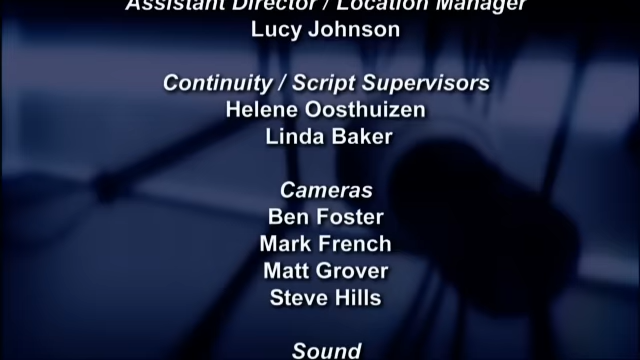 Assistant Director / Location Manager
Lucy Johnson
Continuity / Script Supervisors
Helene Oosthuizen
Linda Baker
Cameras
Ben Foster
Mark French
Matt Grover
Steve Hills
Sound